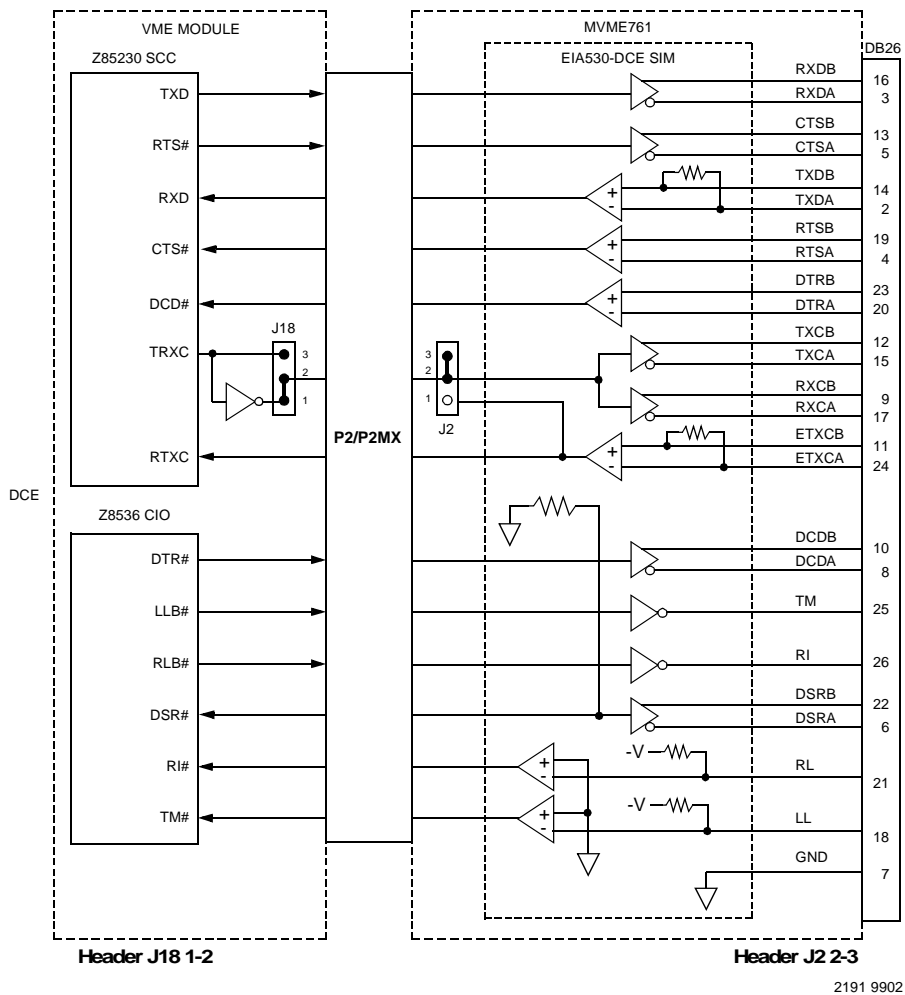 VME MODULE
MVME761
Z85230 SCC
EIA530-DCE SIM
DB26
TXD
RXDB
16
RXDA
3
RTS#
CTSB
13
CTSA
5
RXD
+
-
TXDB
14
TXDA
2
CTS#
+
-
RTSB
19
RTSA
4
DCD#
+
-
DTRB
23
DTRA
20
TRXC
J18
3
2
1
3
2
1
J2
TXCB
12
TXCA
15
RXCB
9
RXCA
17
P2/P2MX
RTXC
+
-
ETXCB
11
ETXCA
24
DCE
Z8536 CIO
DTR#
DCDB
10
DCDA
8
LLB#
TM
25
RLB#
RI
26
DSR#
DSRB
22
DSRA
6
RI#
+
-
-V
RL
21
TM#
+
-
-V
LL
18
GND
7
Header J18 1-2
Header J2 2-3
2191 9902